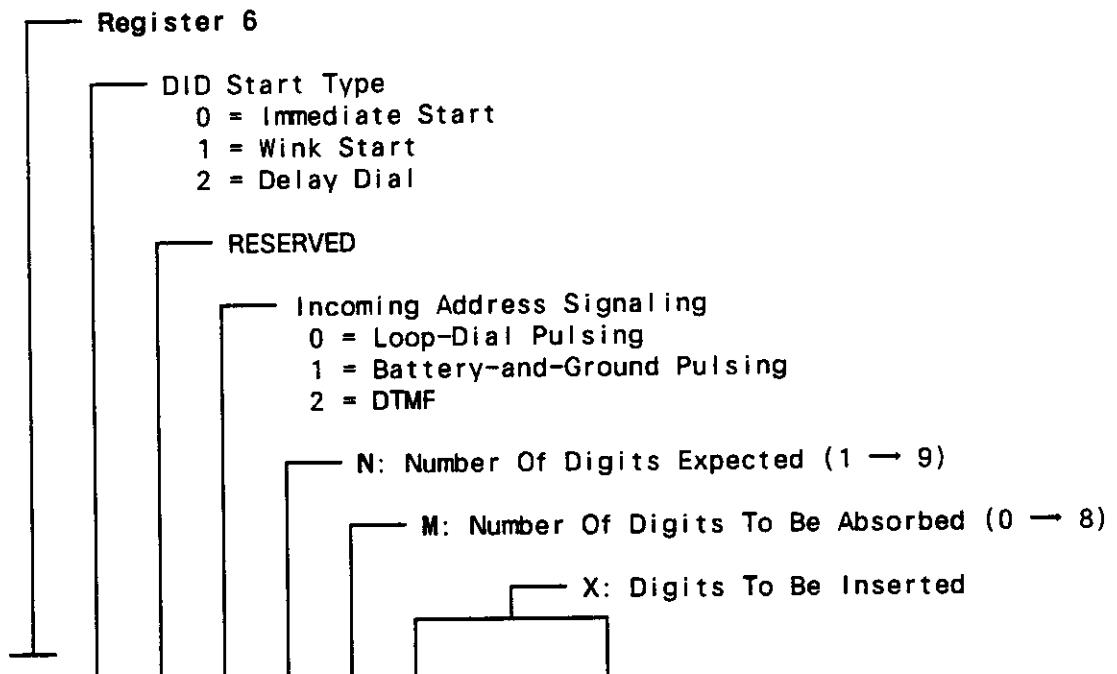 Register 6
DID Start Type
0 = Immediate Start
1 = Wink Start
2 = Delay Dial
RESERVED
Incoming Address Signaling
0 = Loop-Dial Pulsing
1 = Battery-and-Ground Pulsing
2 = DTMF
N: Number Of Digits Expected (1 → 9)
M: Number Of Digits To Be Absorbed (0 → 8)
X: Digits To Be Inserted